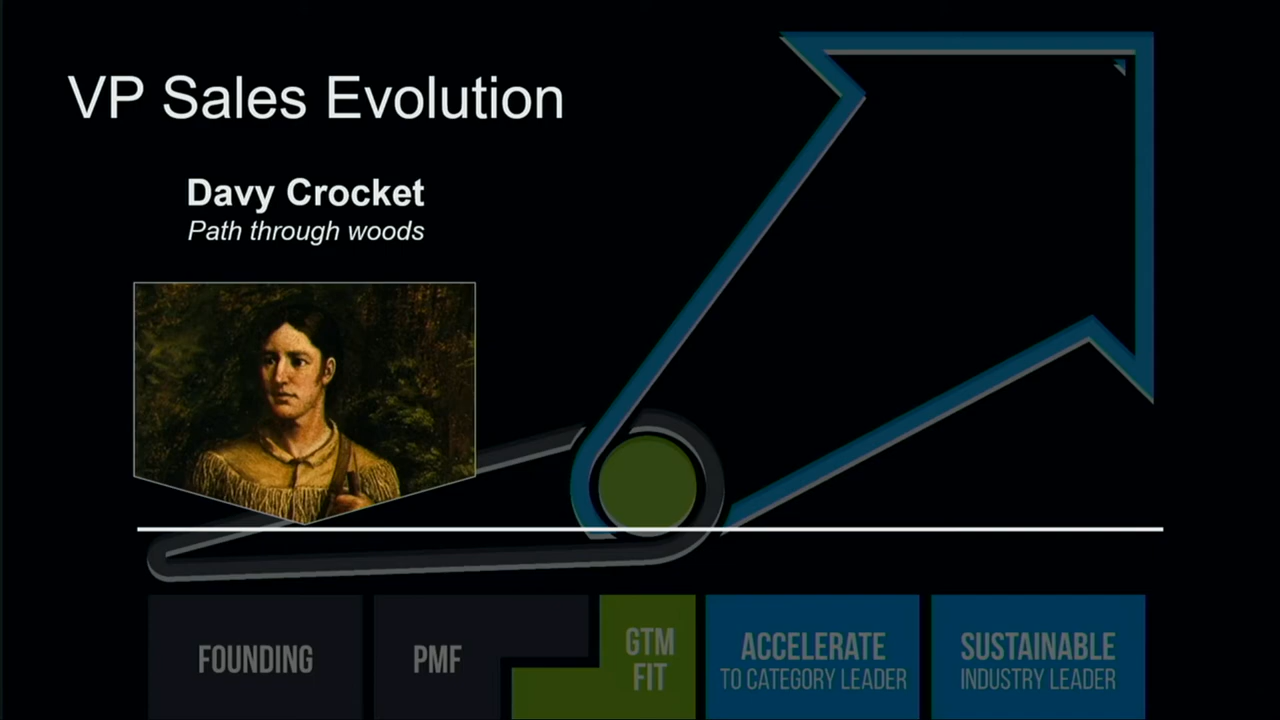 VP Sales Evolution
Davy Crocket
Path through woods
FOUNDING
PMF
GTM
FIT
ACCELERATE
TO CATEGORY LEADER
SUSTAINABLE
INDUSTRY LEADER